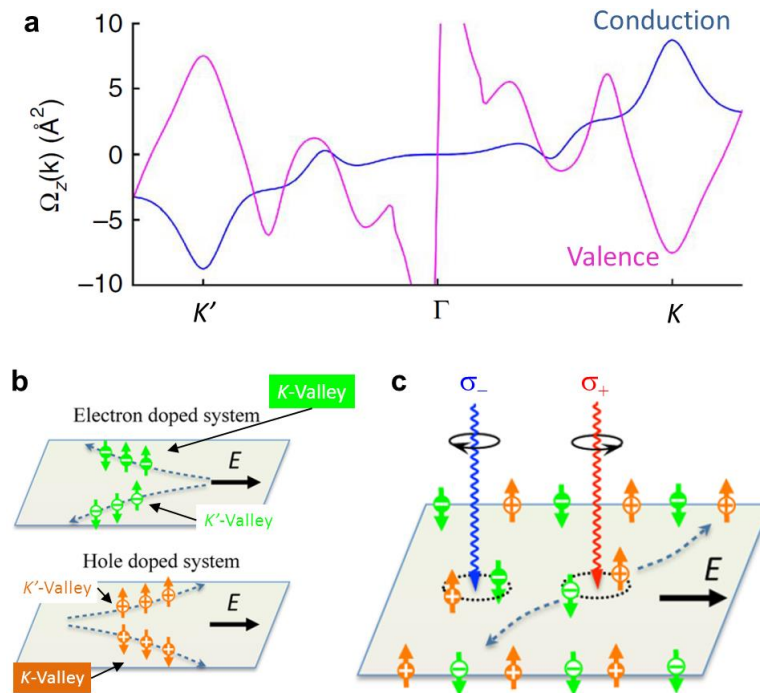 a
Conduction
10
5
0
−5
−10
Ωz(k) (Å²)
Valence
K′
Γ
K
b
K-Valley
Electron doped system
E
K′-Valley
Hole doped system
K′-Valley
E
K-Valley
c
σ−
σ+
E